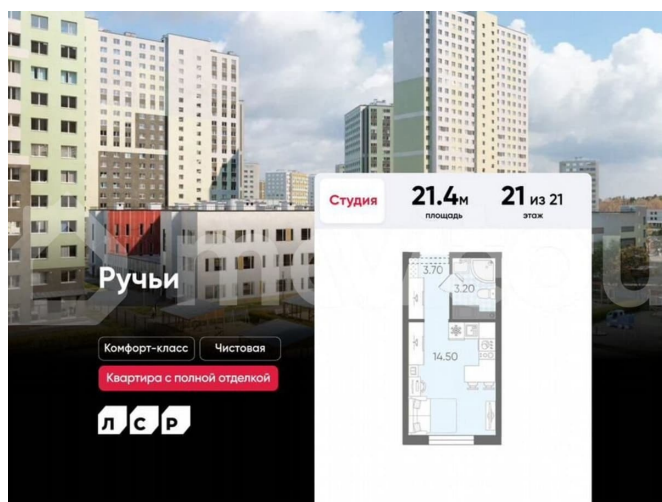 Студия
21.4м
площадь
21 из 21
этаж
Ручьи
Комфорт-класс
Чистовая
Квартира с полной отделкой
ЛСР
3.70
3.20
14.50